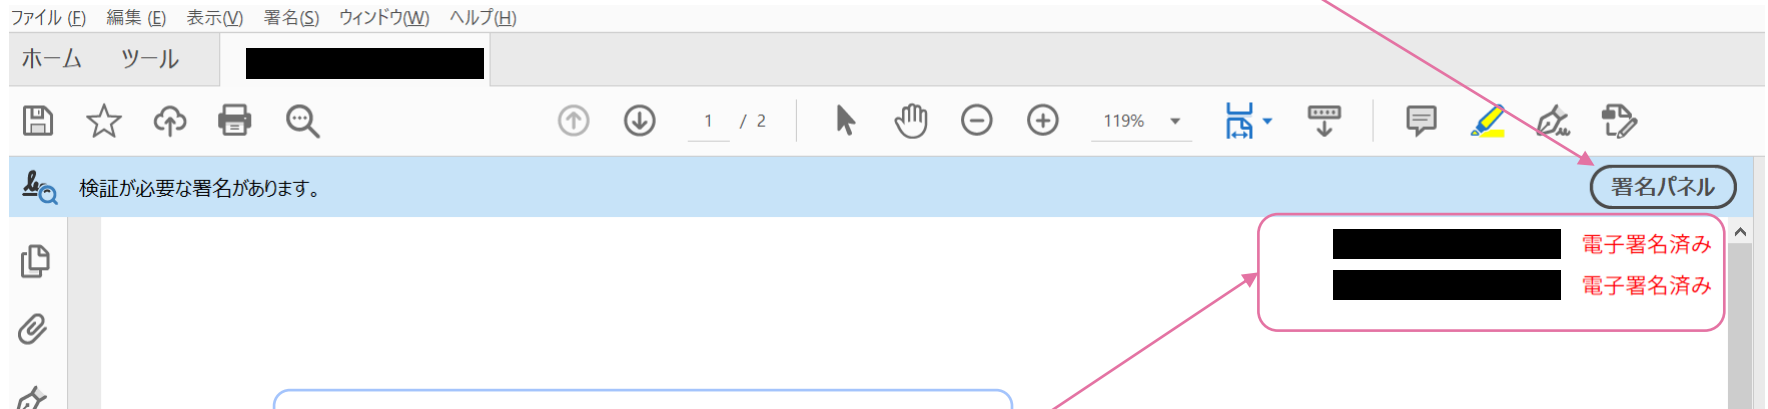 ファイル (F) 編集 (E) 表示(V) 署名(S) ウィンドウ(W) ヘルプ(H)
ホーム ツール
1 / 2 119%
検証が必要な署名があります。 署名パネル
電子署名済み
電子署名済み